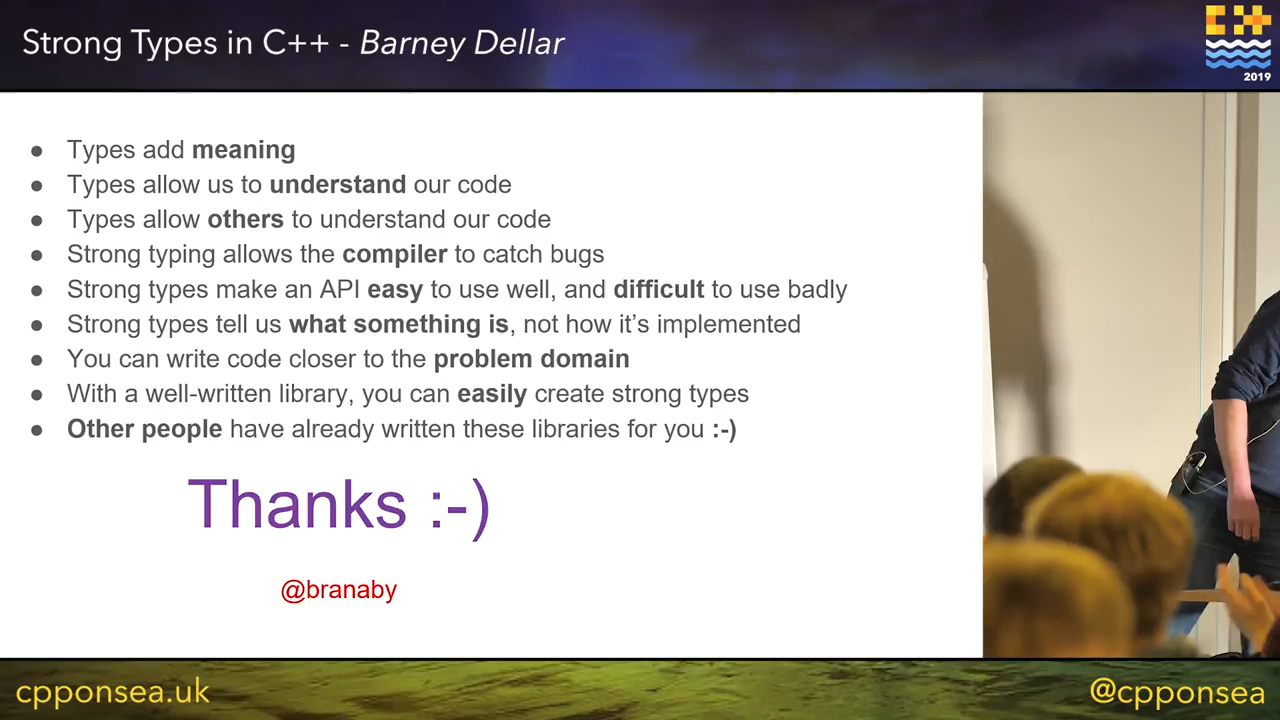 Strong Types in C++ - Barney Dellar
C++
2019
● Types add meaning
● Types allow us to understand our code
● Types allow others to understand our code
● Strong typing allows the compiler to catch bugs
● Strong types make an API easy to use well, and difficult to use badly
● Strong types tell us what something is, not how it’s implemented
● You can write code closer to the problem domain
● With a well-written library, you can easily create strong types
● Other people have already written these libraries for you :-)
Thanks :-)
@branaby
cpponsea.uk
@cpponsea